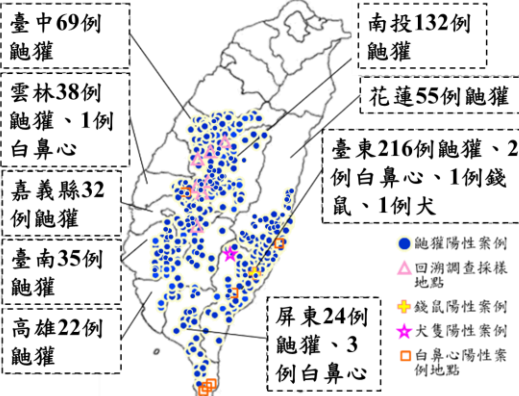 臺中69例
鼬獾
雲林38例
鼬獾、1例
白鼻心
嘉義縣32
例鼬獾
臺南35例
鼬獾
高雄22例
鼬獾
南投132例
鼬獾
花蓮55例鼬獾
臺東216例鼬獾、2
例白鼻心、1例錢
鼠、1例犬
屏東24例
鼬獾、3
例白鼻心
鼬獾陽性案例
回溯調查採樣
地點
錢鼠陽性案例
犬隻陽性案例
白鼻心陽性案
例地點